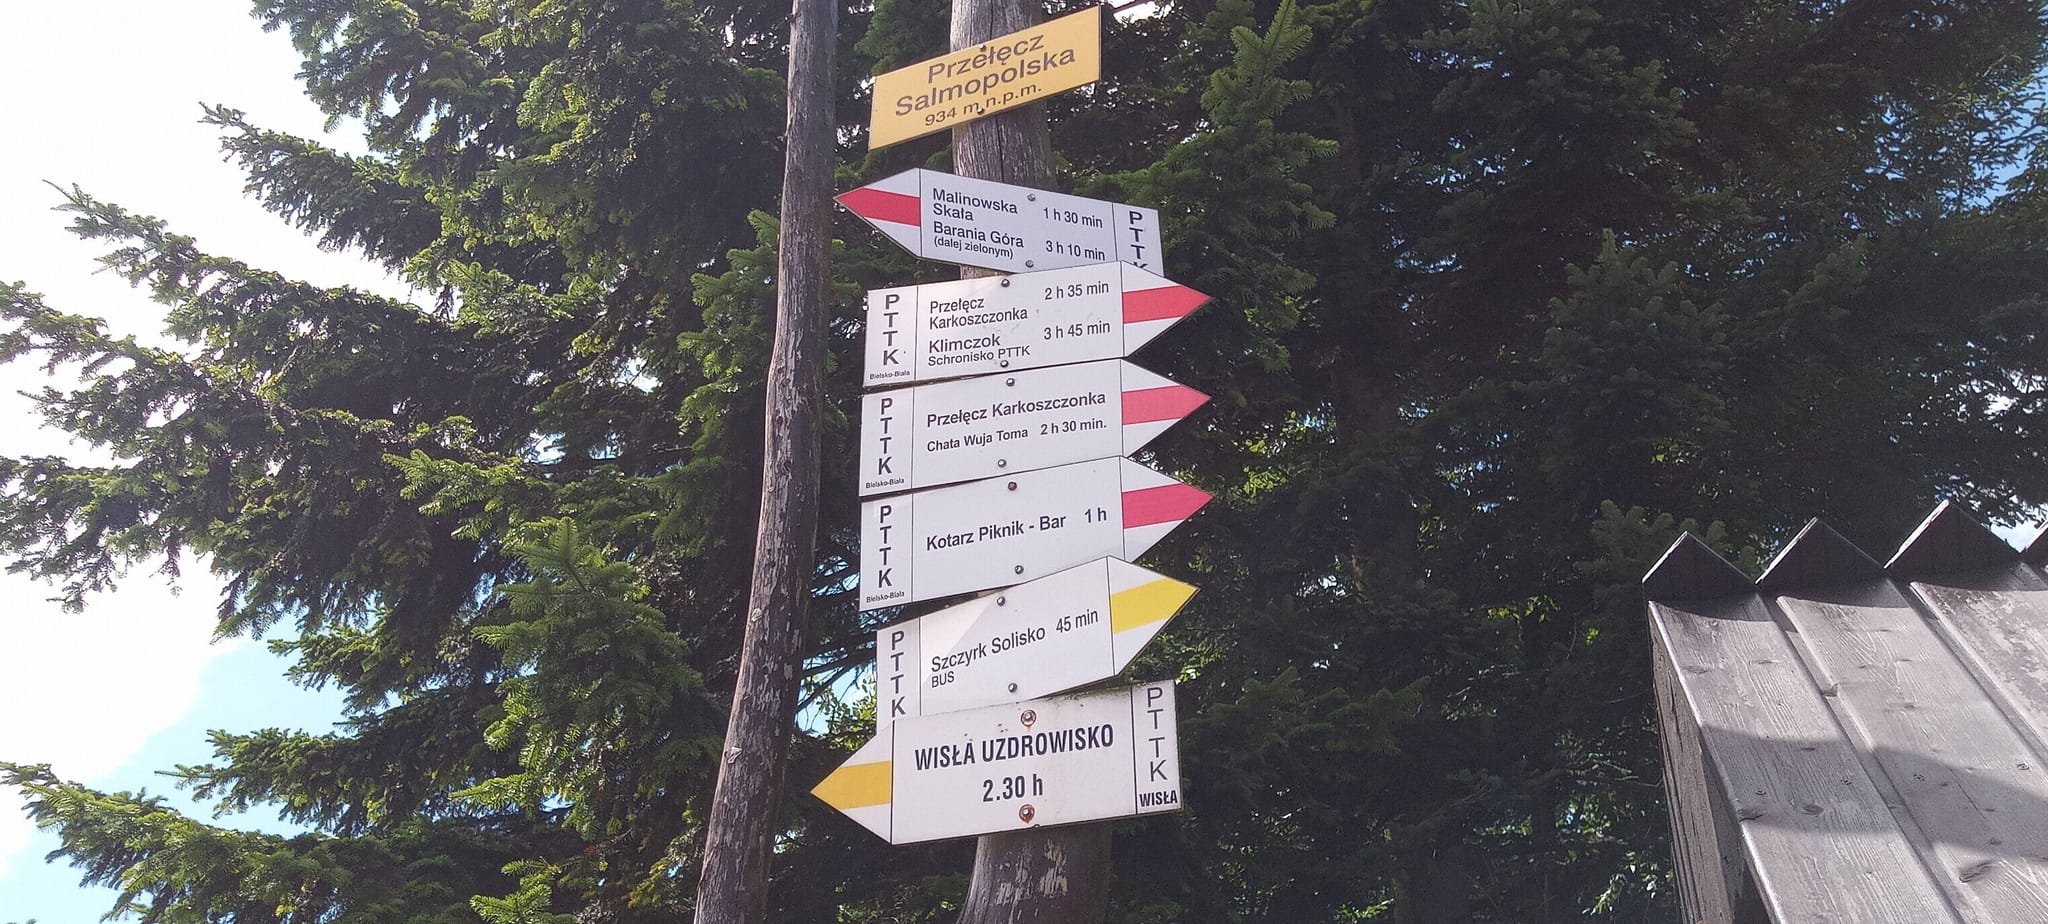 Przełęcz
Salmopolska
934 m n.p.m.
Malinowska
Skała
1 h 30 min
Barania Góra
(dalej zielonym)
3 h 10 min
PTTK
PTTK
Bielsko-Biała
Przełęcz
Karkoszczonka
2 h 35 min
Klimczok
Schronisko PTTK
3 h 45 min
PTTK
Bielsko-Biała
Przełęcz Karkoszczonka
Chata Wuja Toma 2 h 30 min.
PTTK
Bielsko-Biała
Kotarz Piknik - Bar 1 h
PTTK
Szczyrk Solisko 45 min
BUS
WISŁA UZDROWISKO
2.30 h
PTTK
WISŁA